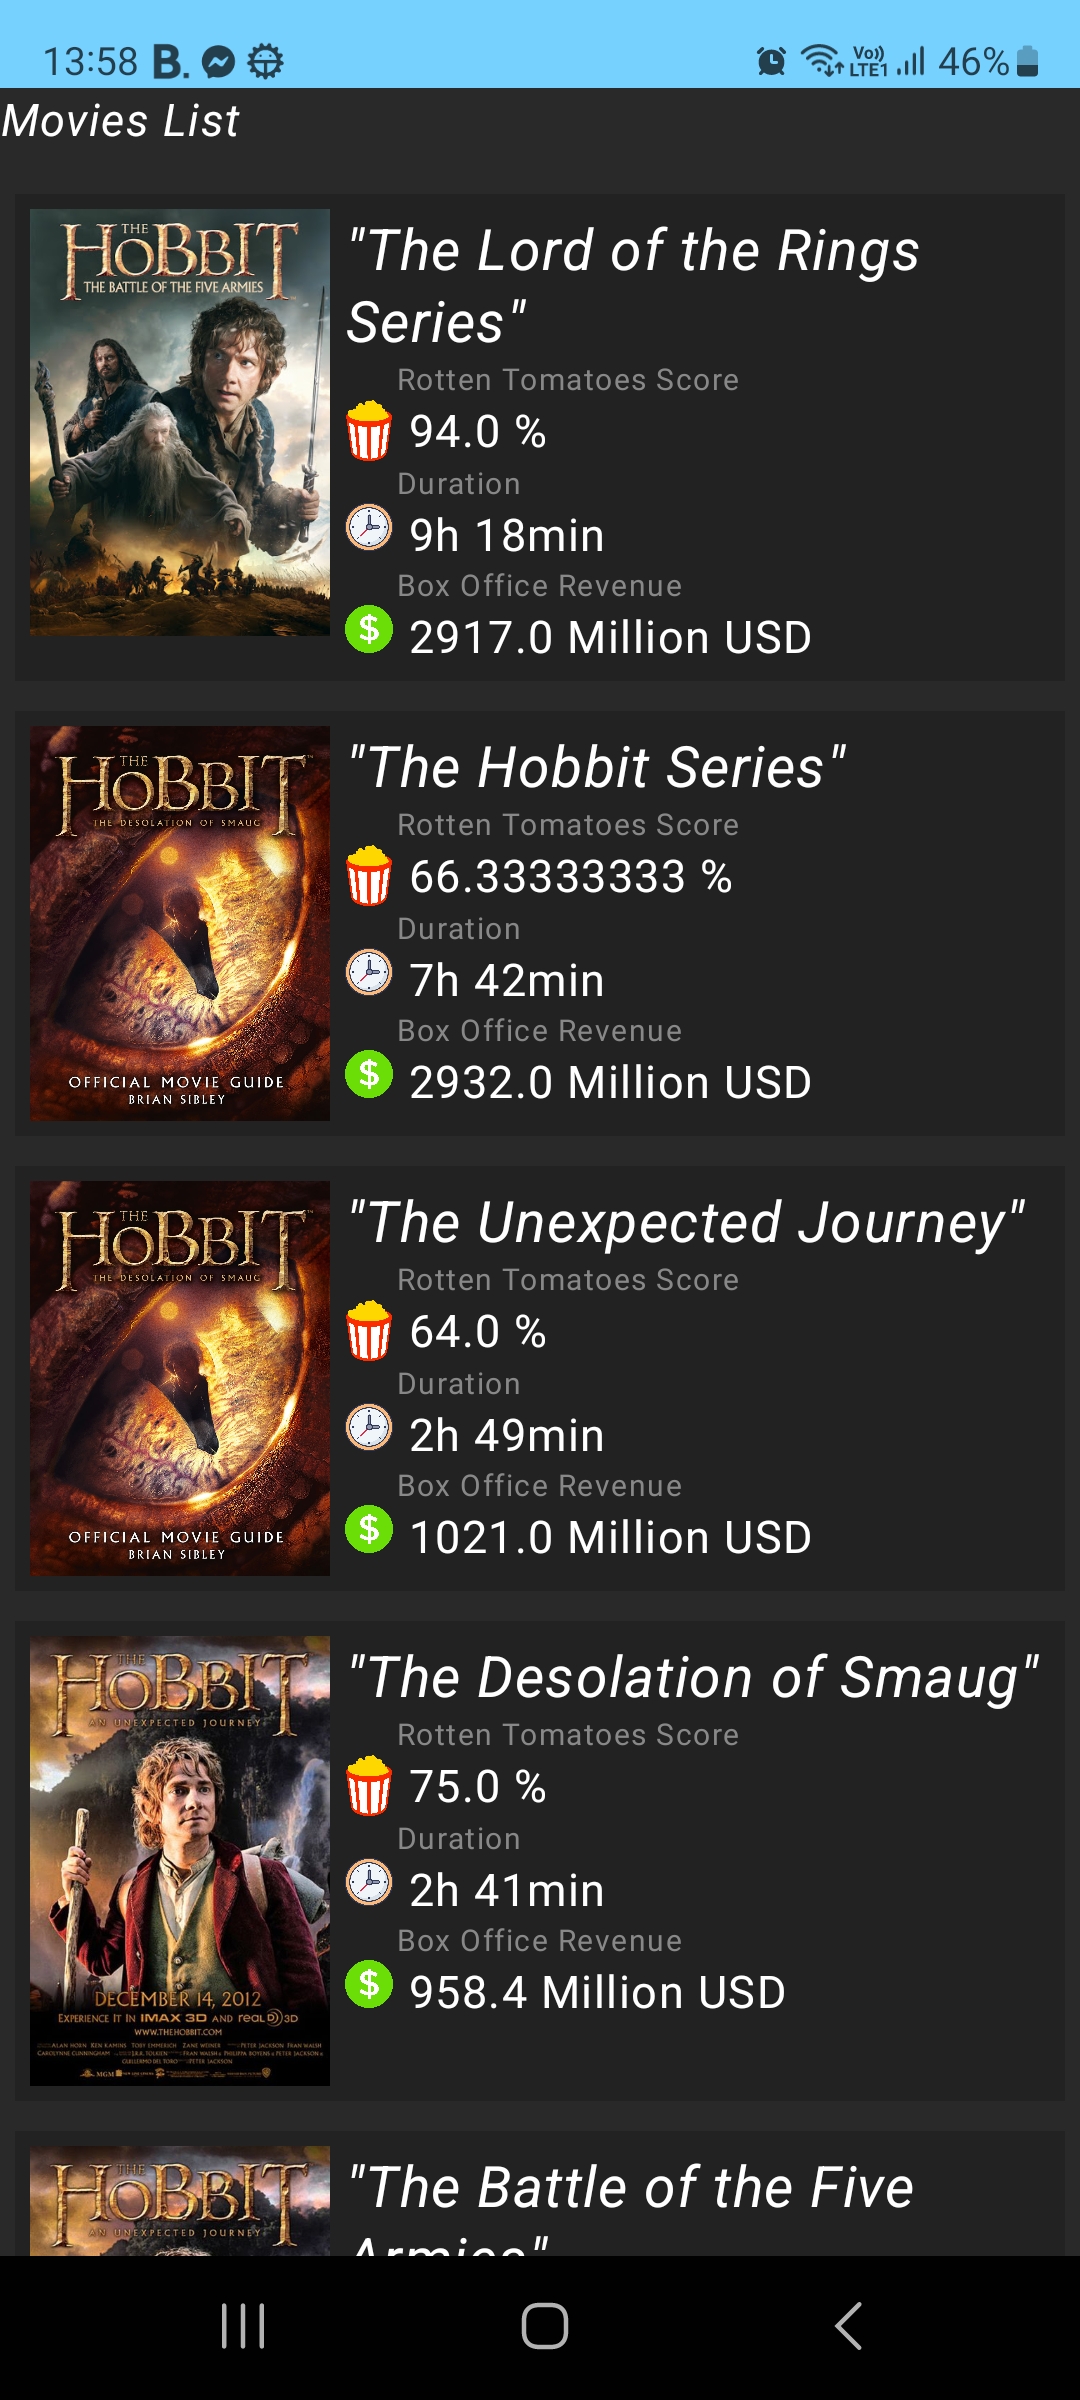 13:58 B. Vo)) LTE1 46%
Movies List
THE
HOBBIT
THE BATTLE OF THE FIVE ARMIES
"The Lord of the Rings
Series"
Rotten Tomatoes Score
94.0 %
Duration
9h 18min
Box Office Revenue
$ 2917.0 Million USD
THE
HOBBIT
THE DESOLATION OF SMAUG
OFFICIAL MOVIE GUIDE
BRIAN SIBLEY
"The Hobbit Series"
Rotten Tomatoes Score
66.33333333 %
Duration
7h 42min
Box Office Revenue
$ 2932.0 Million USD
THE
HOBBIT
THE DESOLATION OF SMAUG
OFFICIAL MOVIE GUIDE
BRIAN SIBLEY
"The Unexpected Journey"
Rotten Tomatoes Score
64.0 %
Duration
2h 49min
Box Office Revenue
$ 1021.0 Million USD
THE
HOBBIT
AN UNEXPECTED JOURNEY
DECEMBER 14, 2012
EXPERIENCE IT IN IMAX 3D AND REAL D 3D
WWW.THEHOBBIT.COM
"The Desolation of Smaug"
Rotten Tomatoes Score
75.0 %
Duration
2h 41min
Box Office Revenue
$ 958.4 Million USD
THE
HOBBIT
AN UNEXPECTED JOURNEY
"The Battle of the Five
Armies"